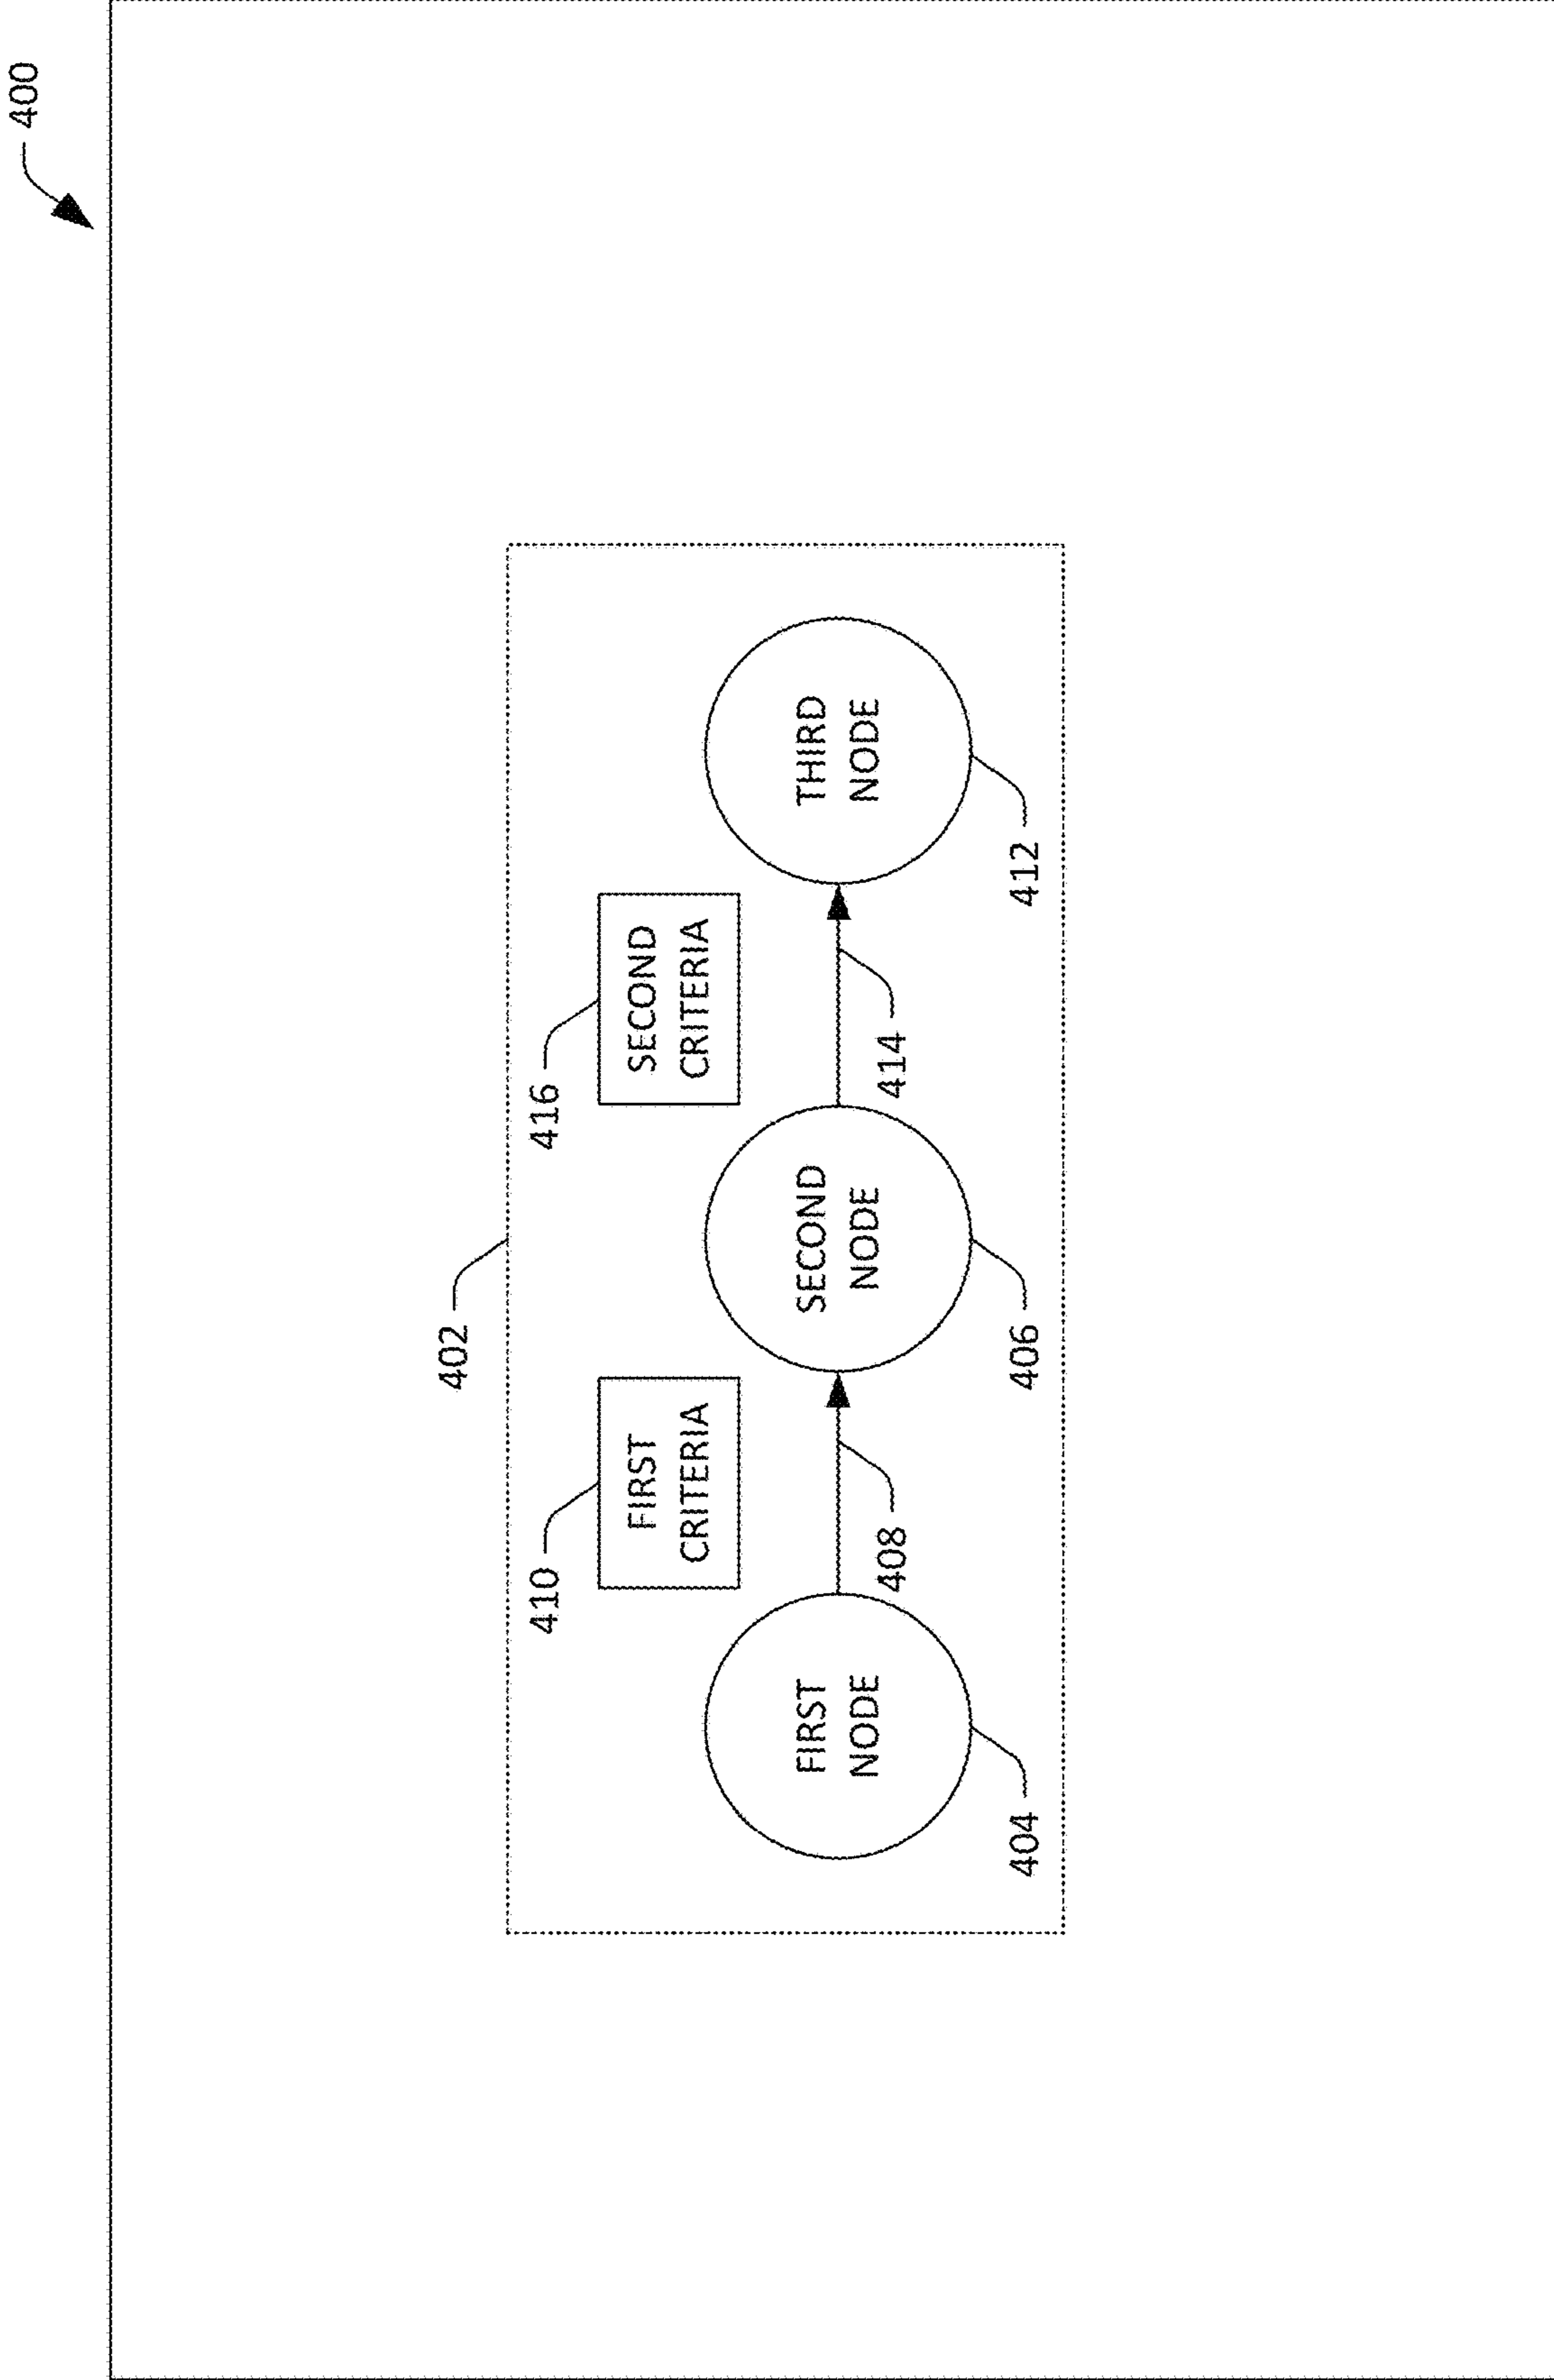 400
402
410
FIRST
CRITERIA
416
SECOND
CRITERIA
FIRST
NODE
SECOND
NODE
THIRD
NODE
408
414
404
406
412